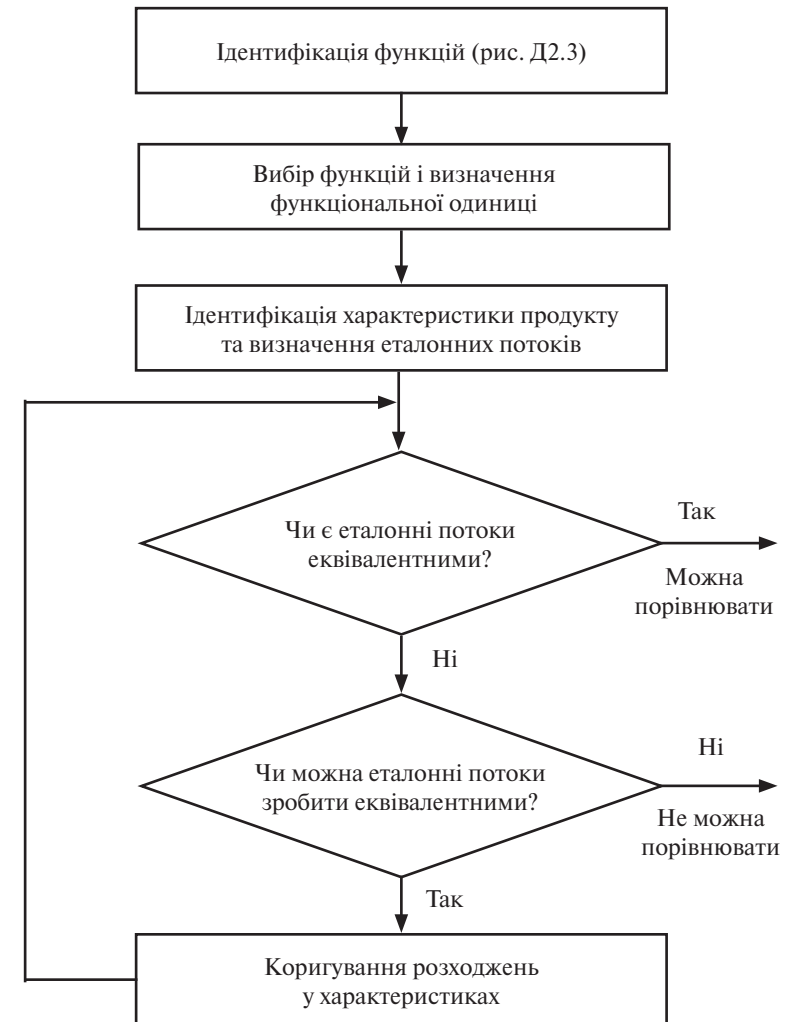 Ідентифікація функцій (рис. Д2.3)
Вибір функцій і визначення
функціональної одиниці
Ідентифікація характеристики продукту
та визначення еталонних потоків
Чи є еталонні потоки
еквівалентними?
Так
Можна
порівнювати
Ні
Чи можна еталонні потоки
зробити еквівалентними?
Ні
Не можна
порівнювати
Так
Коригування розходжень
у характеристиках